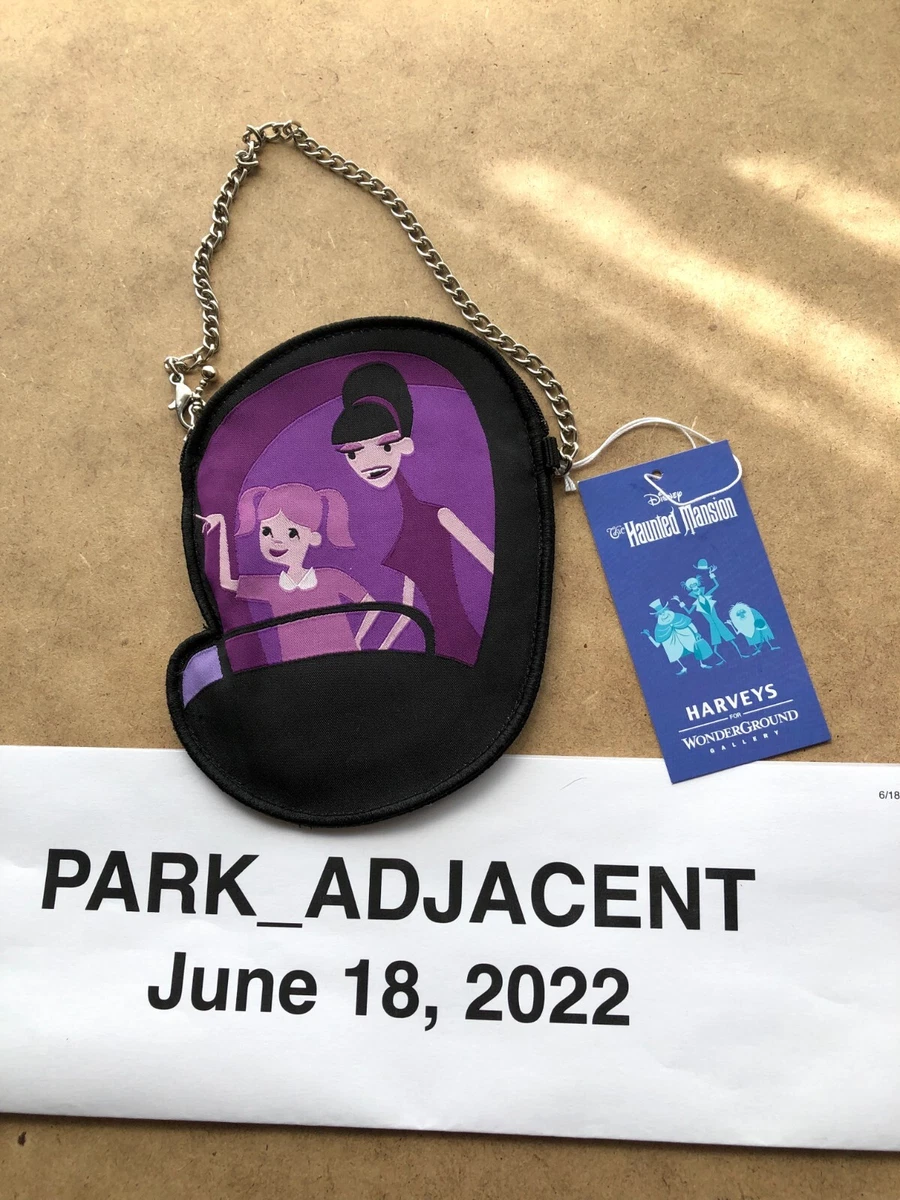 Disney
The Haunted Mansion
HARVEYS
FOR
WONDERGROUND
GALLERY
6/18
PARK_ADJACENT
June 18, 2022